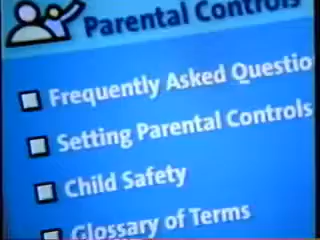 Parental Controls
Frequently Asked Questio
Setting Parental Controls
Child Safety
Glossary of Terms